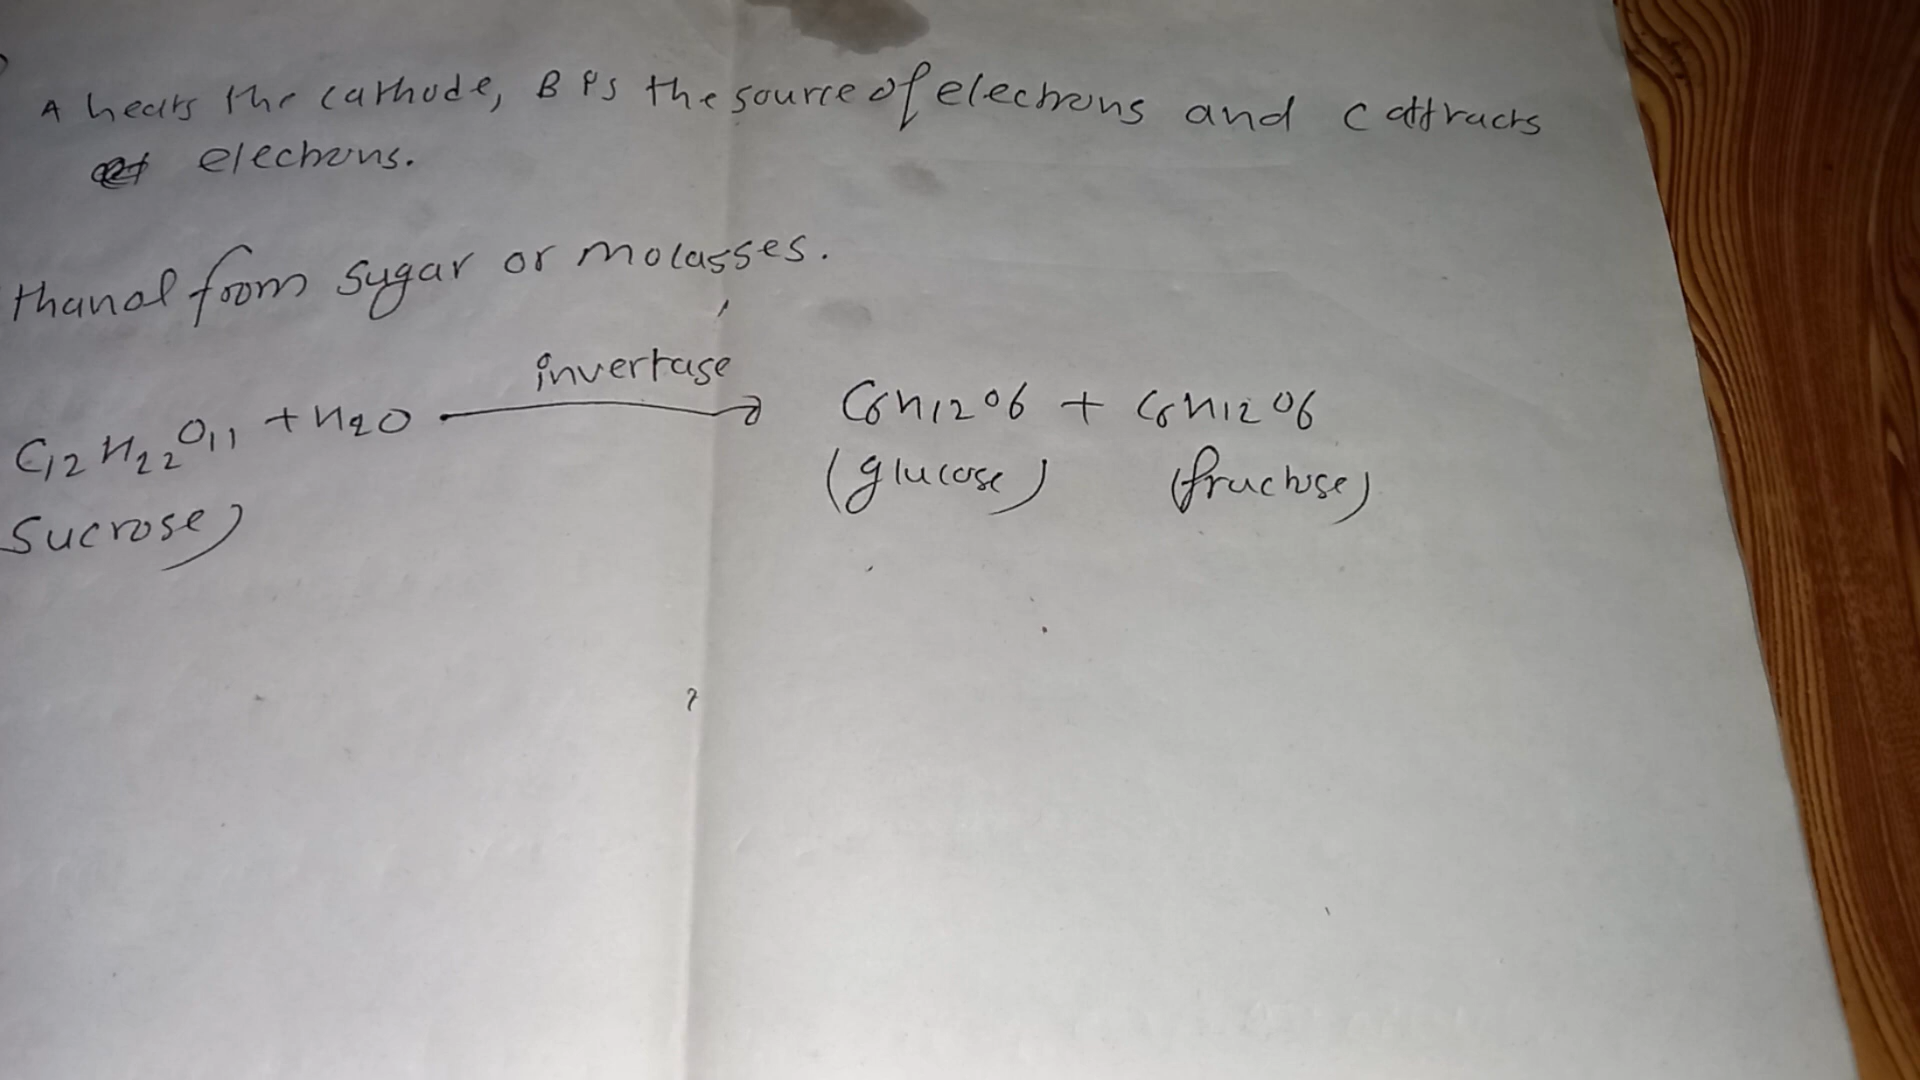 A heats the cathode, B is the source of electrons and C attracts
electrons.
thanol from sugar or molasses.
invertase
C12H22O11 + H2O → C6H12O6 + C6H12O6
(glucose) (fructose)
Sucrose)